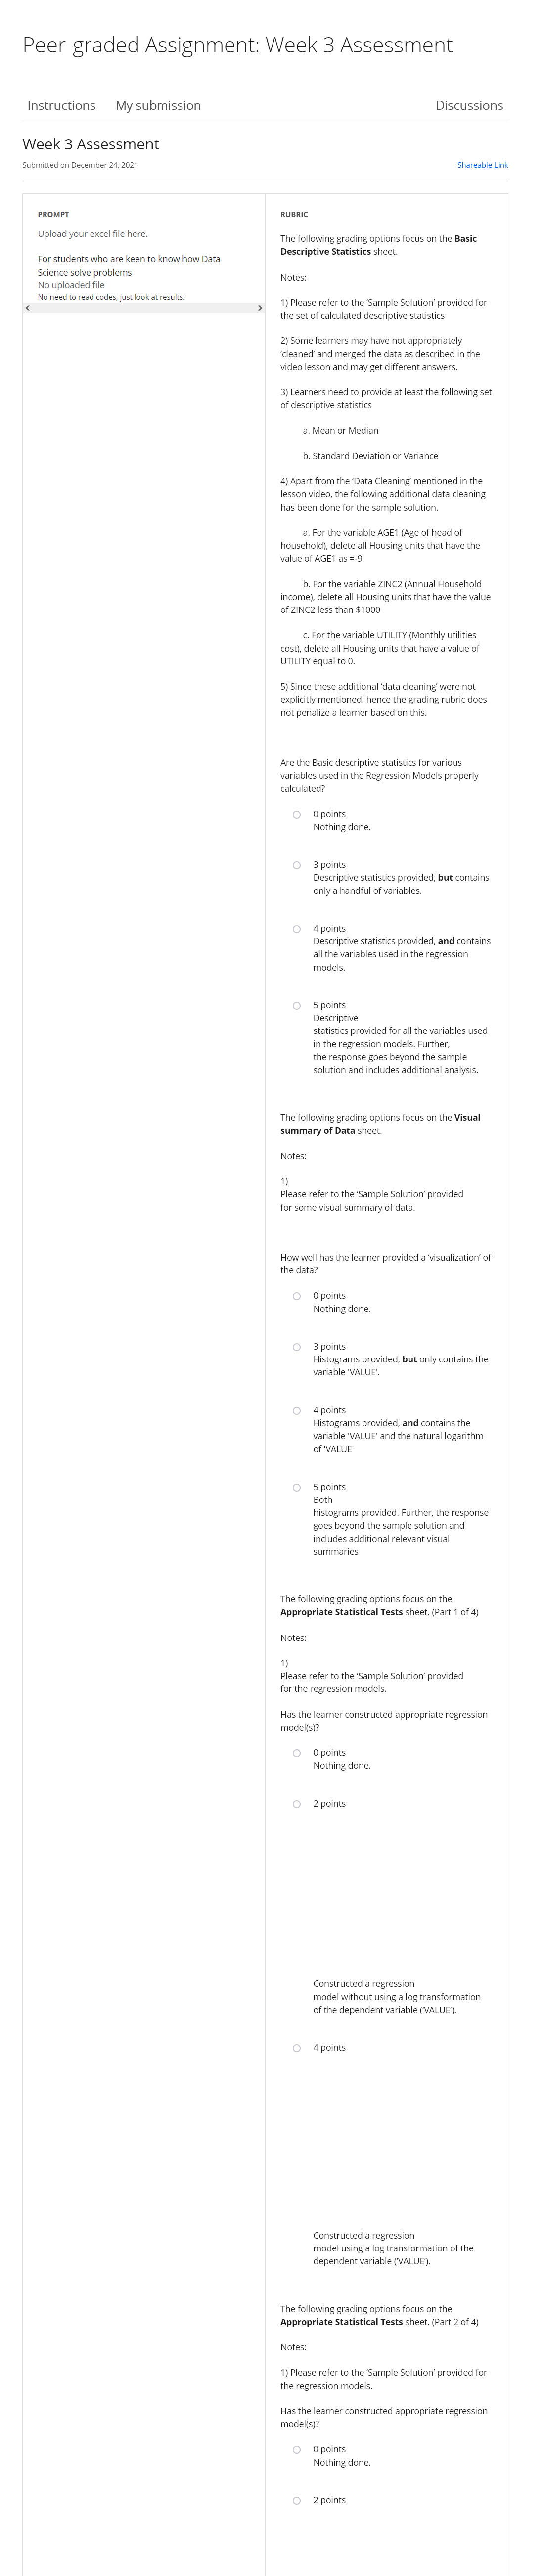 Peer-graded Assignment: Week 3 Assessment
Instructions My submission Discussions
Week 3 Assessment
Submitted on December 24, 2021 Shareable Link
PROMPT
Upload your excel file here.
For students who are keen to know how Data
Science solve problems
No uploaded file
No need to read codes, just look at results.
RUBRIC
The following grading options focus on the Basic
Descriptive Statistics sheet.
Notes:
1) Please refer to the ‘Sample Solution’ provided for
the set of calculated descriptive statistics
2) Some learners may have not appropriately
‘cleaned’ and merged the data as described in the
video lesson and may get different answers.
3) Learners need to provide at least the following set
of descriptive statistics
a. Mean or Median
b. Standard Deviation or Variance
4) Apart from the ‘Data Cleaning’ mentioned in the
lesson video, the following additional data cleaning
has been done for the sample solution.
a. For the variable AGE1 (Age of head of
household), delete all Housing units that have the
value of AGE1 as =-9
b. For the variable ZINC2 (Annual Household
income), delete all Housing units that have the value
of ZINC2 less than $1000
c. For the variable UTILITY (Monthly utilities
cost), delete all Housing units that have a value of
UTILITY equal to 0.
5) Since these additional ‘data cleaning’ were not
explicitly mentioned, hence the grading rubric does
not penalize a learner based on this.
Are the Basic descriptive statistics for various
variables used in the Regression Models properly
calculated?
0 points
Nothing done.
3 points
Descriptive statistics provided, but contains
only a handful of variables.
4 points
Descriptive statistics provided, and contains
all the variables used in the regression
models.
5 points
Descriptive
statistics provided for all the variables used
in the regression models. Further,
the response goes beyond the sample
solution and includes additional analysis.
The following grading options focus on the Visual
summary of Data sheet.
Notes:
1)
Please refer to the ‘Sample Solution’ provided
for some visual summary of data.
How well has the learner provided a ‘visualization’ of
the data?
0 points
Nothing done.
3 points
Histograms provided, but only contains the
variable 'VALUE'.
4 points
Histograms provided, and contains the
variable 'VALUE' and the natural logarithm
of 'VALUE'
5 points
Both
histograms provided. Further, the response
goes beyond the sample solution and
includes additional relevant visual
summaries
The following grading options focus on the
Appropriate Statistical Tests sheet. (Part 1 of 4)
Notes:
1)
Please refer to the ‘Sample Solution’ provided
for the regression models.
Has the learner constructed appropriate regression
model(s)?
0 points
Nothing done.
2 points
Constructed a regression
model without using a log transformation
of the dependent variable (‘VALUE’).
4 points
Constructed a regression
model using a log transformation of the
dependent variable (‘VALUE’).
The following grading options focus on the
Appropriate Statistical Tests sheet. (Part 2 of 4)
Notes:
1) Please refer to the ‘Sample Solution’ provided for
the regression models.
Has the learner constructed appropriate regression
model(s)?
0 points
Nothing done.
2 points